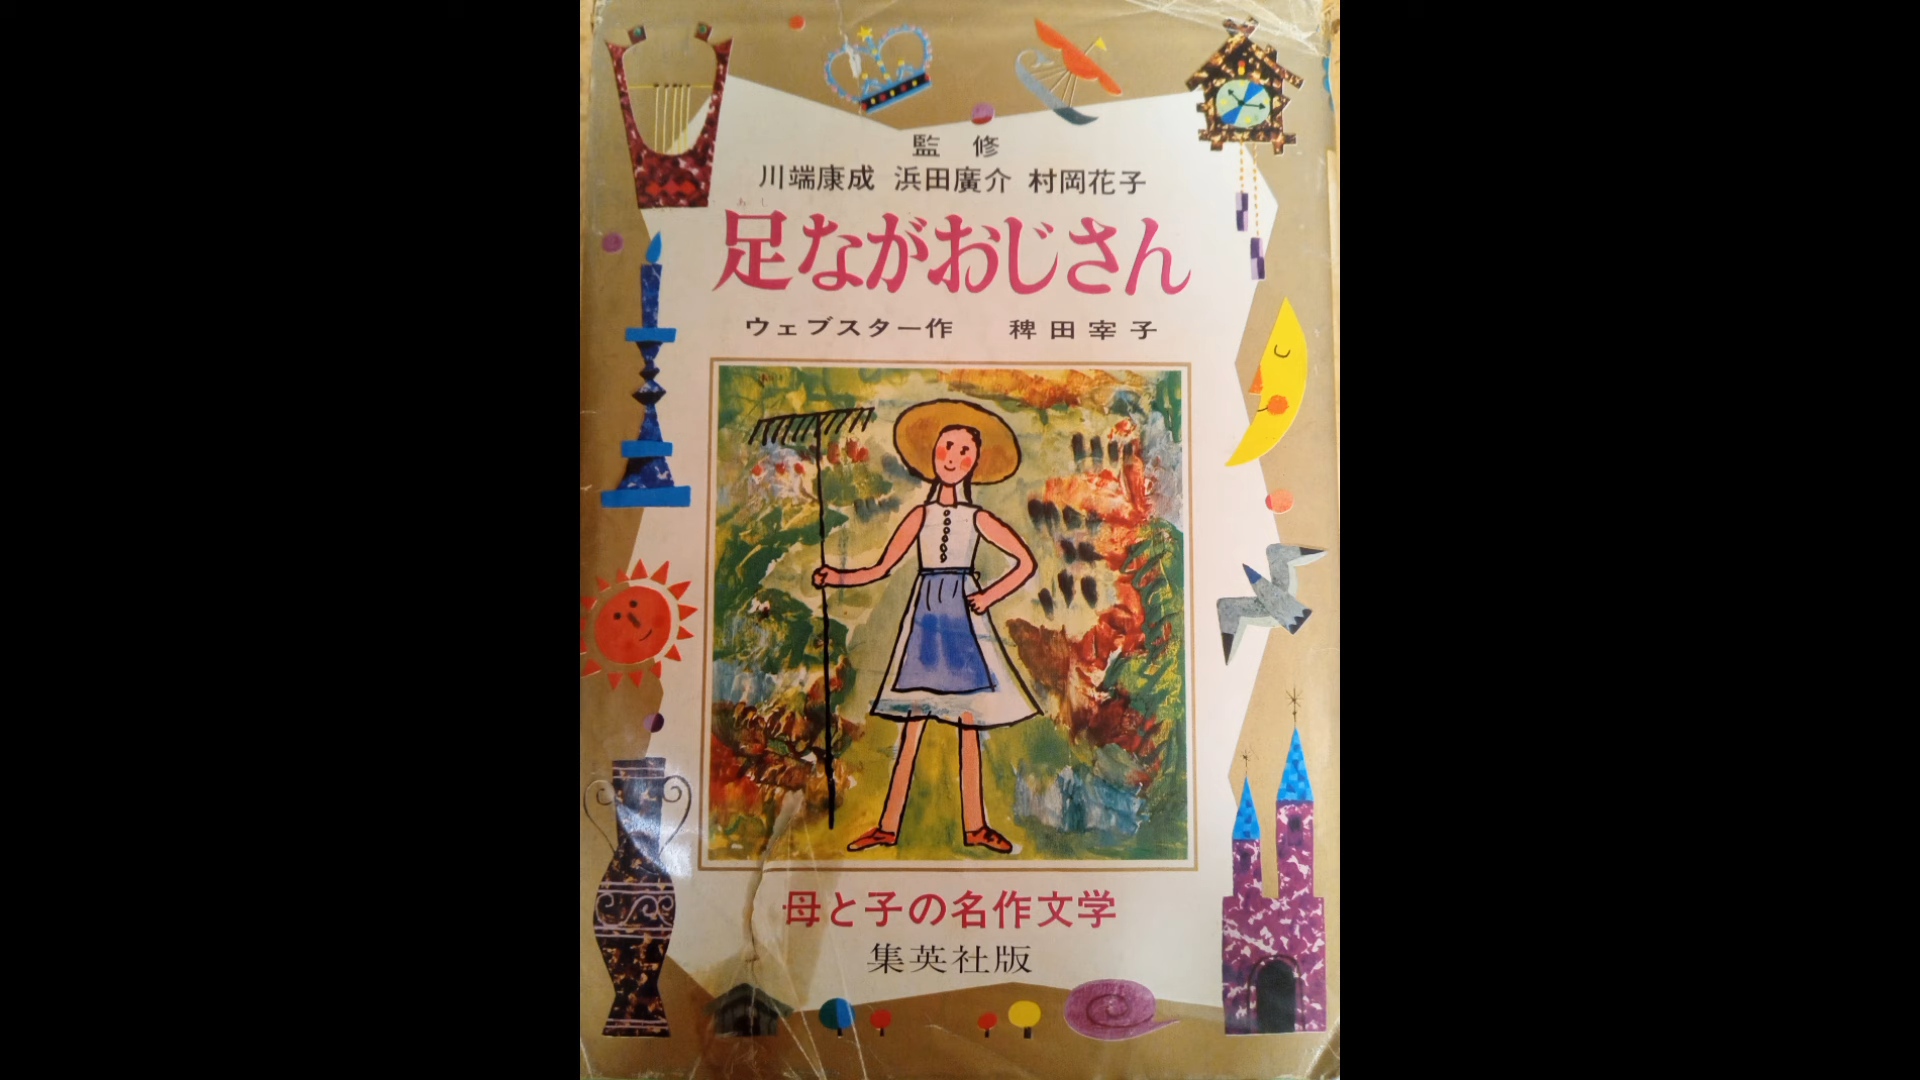 監修
川端康成 浜田廣介 村岡花子
あし
足ながおじさん
ウェブスター作 稗田宰子
母と子の名作文学
集英社版